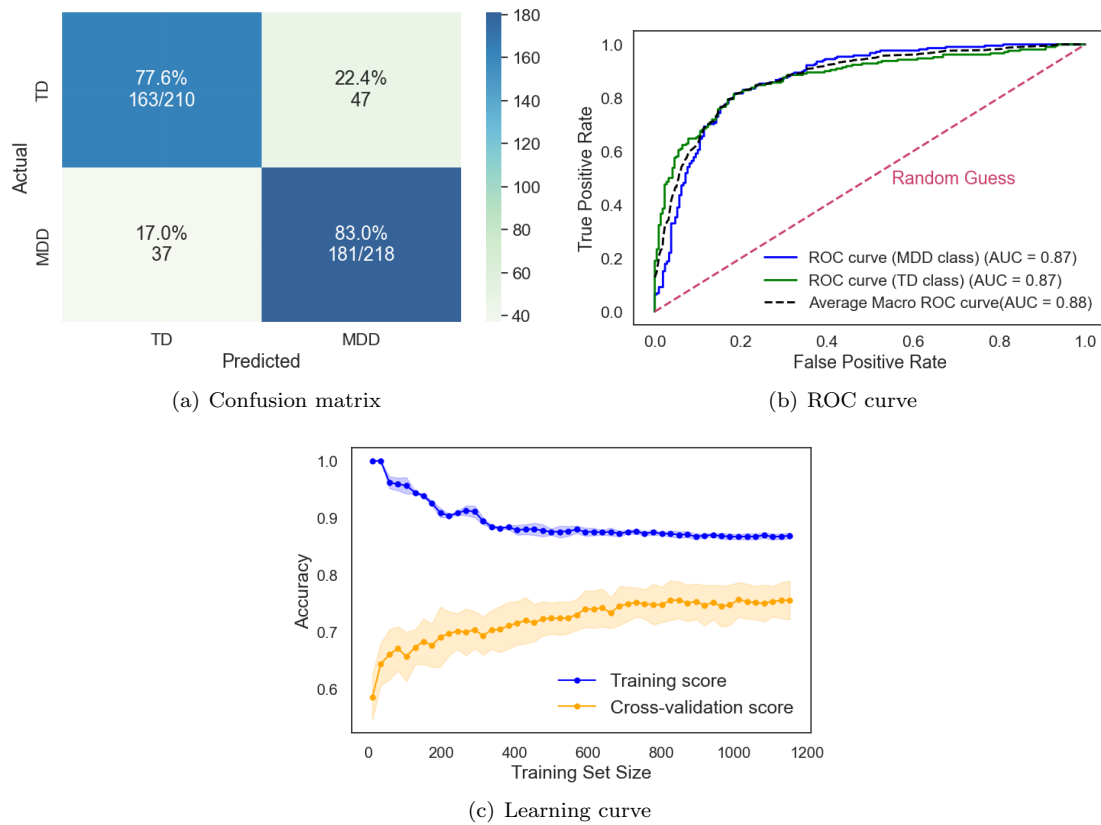 TD
MDD
Actual
77.6%
163/210
22.4%
47
17.0%
37
83.0%
181/218
TD
MDD
Predicted
180
160
140
120
100
80
60
40
(a) Confusion matrix
1.0
0.8
0.6
0.4
0.2
0.0
True Positive Rate
Random Guess
ROC curve (MDD class) (AUC = 0.87)
ROC curve (TD class) (AUC = 0.87)
Average Macro ROC curve(AUC = 0.88)
0.0 0.2 0.4 0.6 0.8 1.0
False Positive Rate
(b) ROC curve
1.0
0.9
0.8
0.7
0.6
Accuracy
Training score
Cross-validation score
0 200 400 600 800 1000 1200
Training Set Size
(c) Learning curve